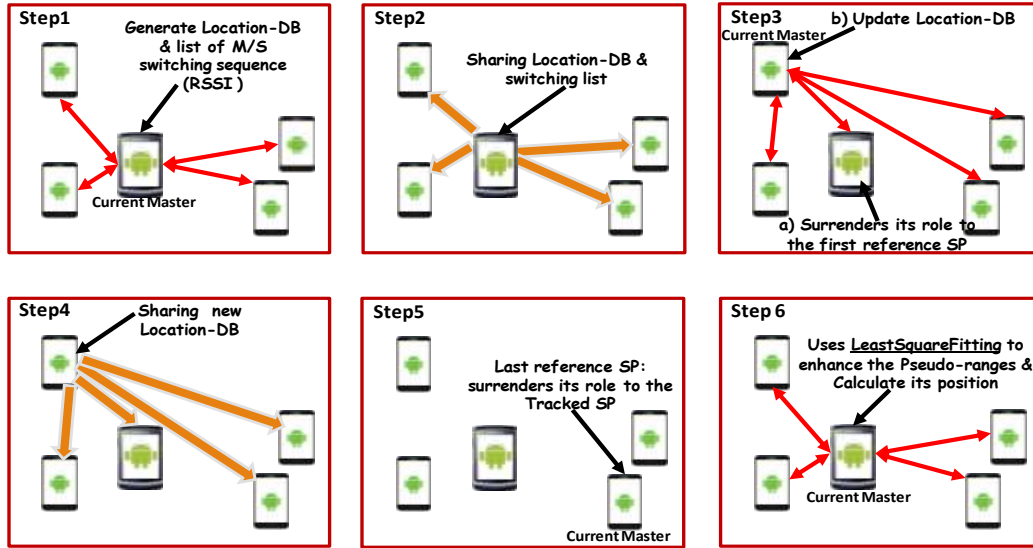 Step1
Generate Location-DB
& list of M/S
switching sequence
(RSSI )
Current Master
Step2
Sharing Location-DB &
switching list
Step3
b) Update Location-DB
Current Master
a) Surrenders its role to
the first reference SP
Step4
Sharing new
Location-DB
Step5
Last reference SP:
surrenders its role to the
Tracked SP
Current Master
Step 6
Uses LeastSquareFitting to
enhance the Pseudo-ranges &
Calculate its position
Current Master